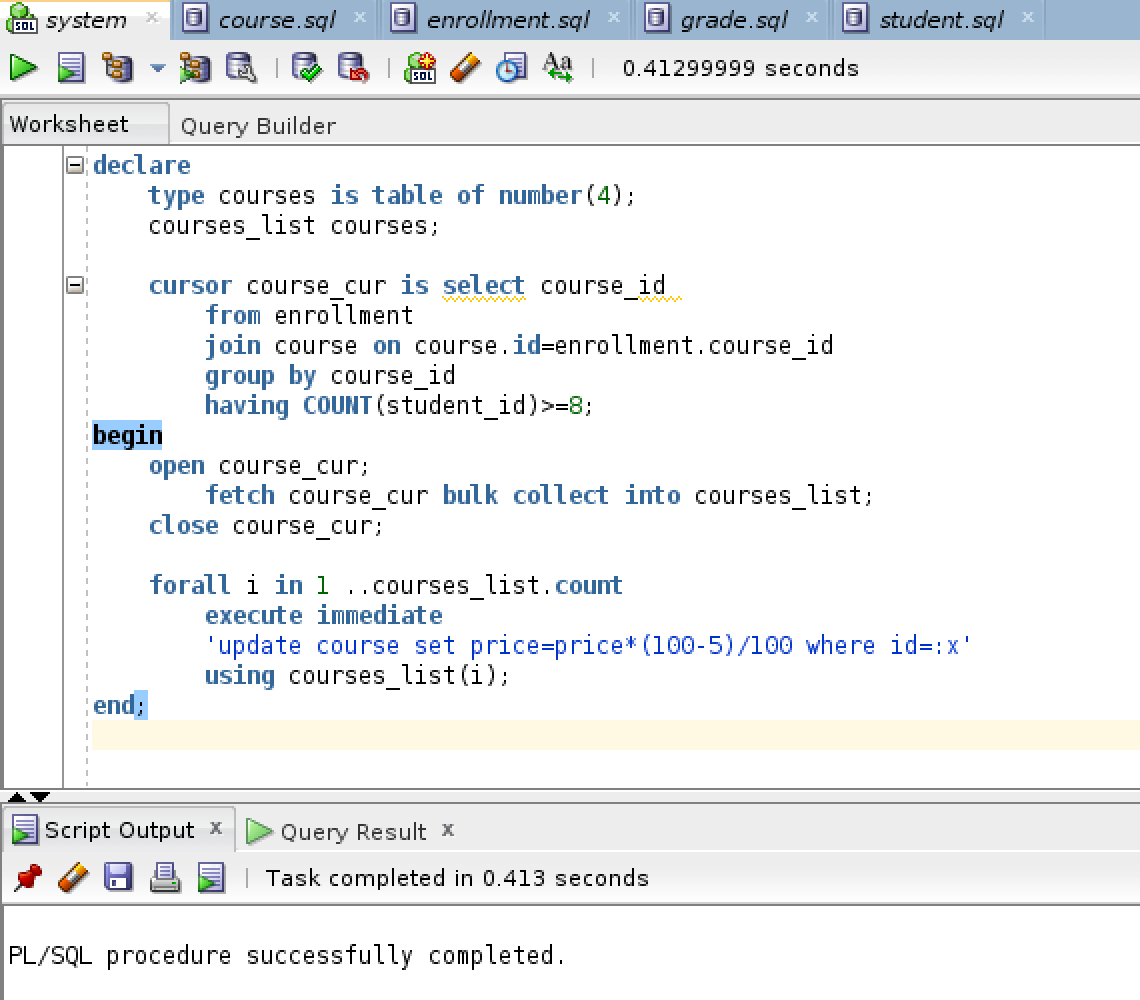 system course.sql enrollment.sql grade.sql student.sql
SQL Aa 0.41299999 seconds
Worksheet Query Builder
declare
type courses is table of number(4);
courses_list courses;
cursor course_cur is select course_id
from enrollment
join course on course.id=enrollment.course_id
group by course_id
having COUNT(student_id)>=8;
begin
open course_cur;
fetch course_cur bulk collect into courses_list;
close course_cur;
forall i in 1 ..courses_list.count
execute immediate
'update course set price=price*(100-5)/100 where id=:x'
using courses_list(i);
end;
Script Output x Query Result x
Task completed in 0.413 seconds
PL/SQL procedure successfully completed.